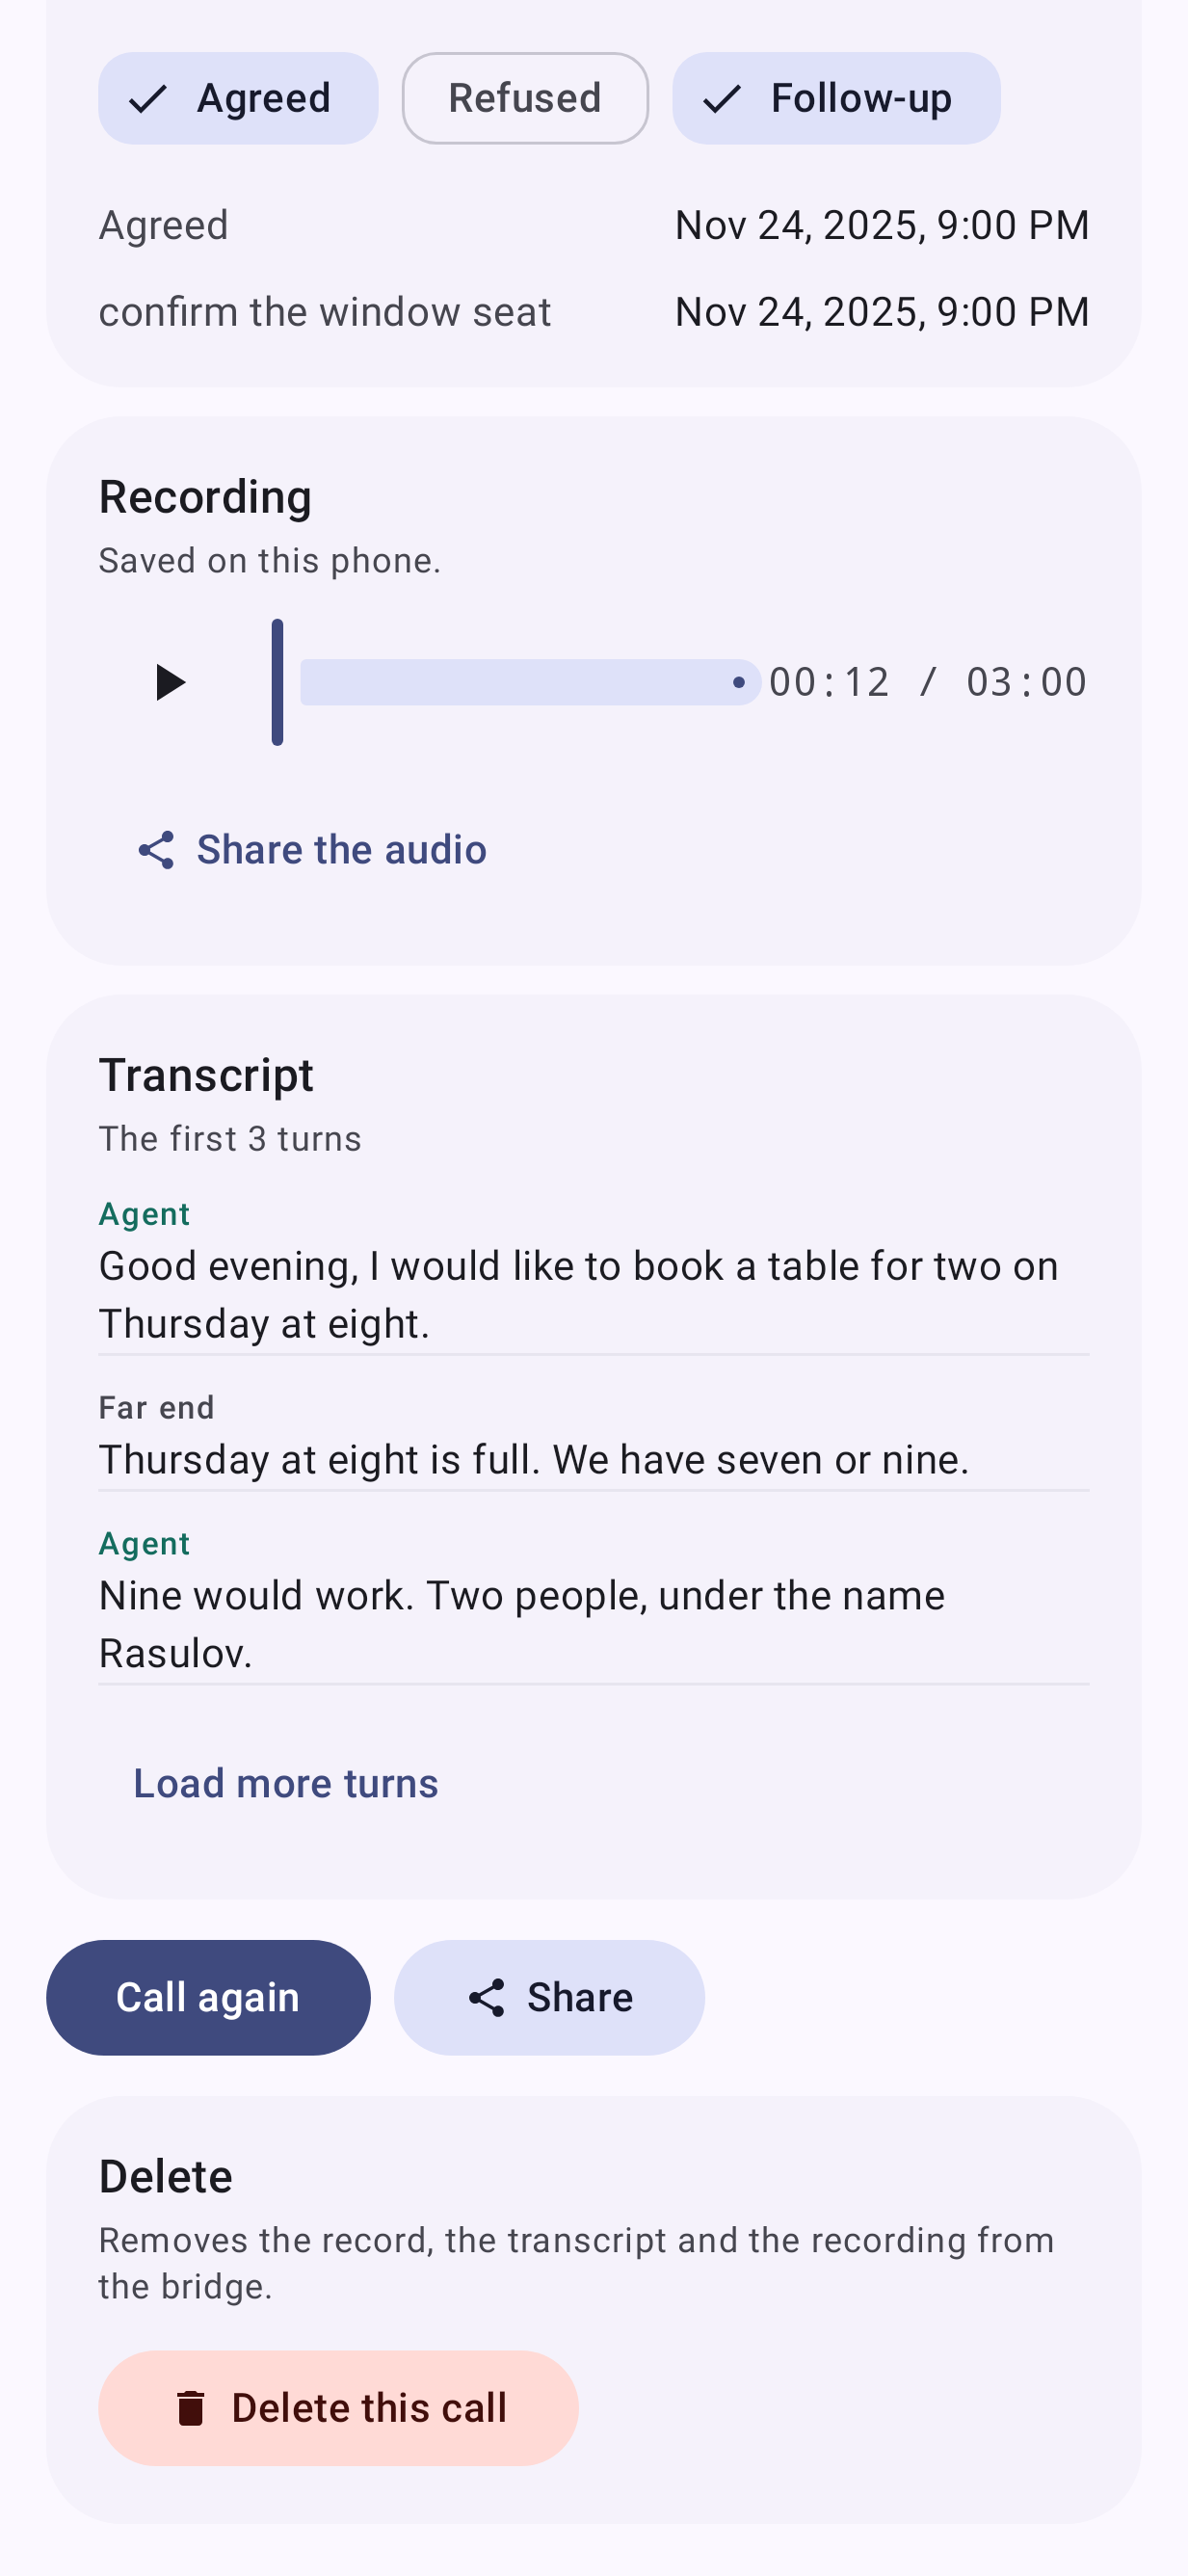 Agreed
Refused
Follow-up
Agreed
Nov 24, 2025, 9:00 PM
confirm the window seat
Nov 24, 2025, 9:00 PM
Recording
Saved on this phone.
00:12 / 03:00
Share the audio
Transcript
The first 3 turns
Agent
Good evening, I would like to book a table for two on
Thursday at eight.
Far end
Thursday at eight is full. We have seven or nine.
Agent
Nine would work. Two people, under the name
Rasulov.
Load more turns
Call again
Share
Delete
Removes the record, the transcript and the recording from
the bridge.
Delete this call